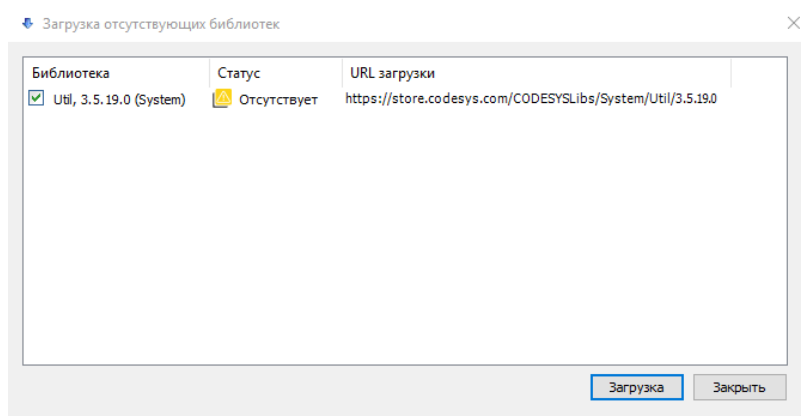 Загрузка отсутствующих библиотек
Библиотека Статус URL загрузки
Util, 3.5.19.0 (System) Отсутствует https://store.codesys.com/CODESYSLibs/System/Util/3.5.19.0
Загрузка Закрыть